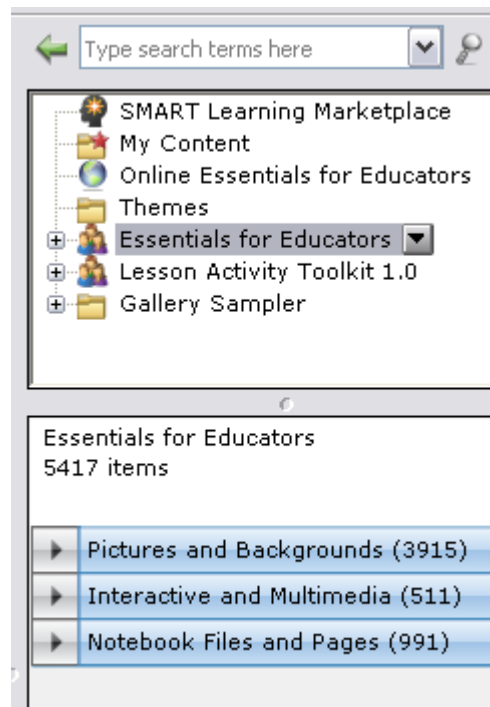 Type search terms here
SMART Learning Marketplace
My Content
Online Essentials for Educators
Themes
Essentials for Educators
Lesson Activity Toolkit 1.0
Gallery Sampler
Essentials for Educators
5417 items
Pictures and Backgrounds (3915)
Interactive and Multimedia (511)
Notebook Files and Pages (991)